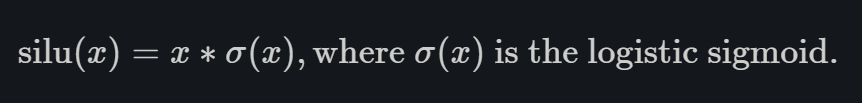 silu(x) = x ∗ σ(x), where σ(x) is the logistic sigmoid.